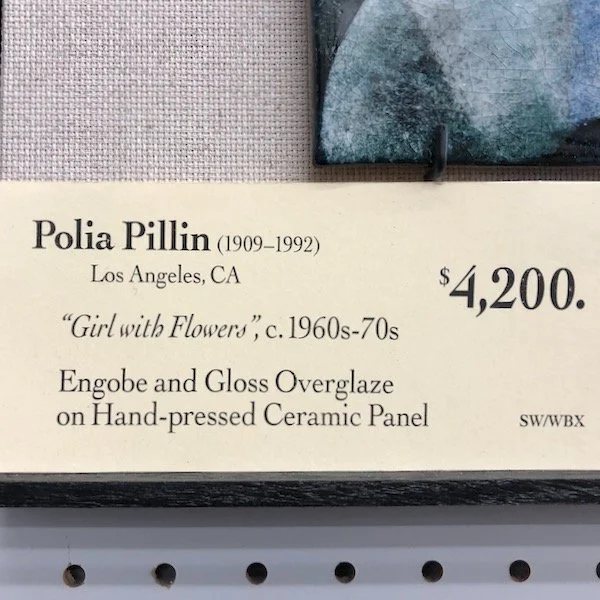 Polia Pillin (1909–1992)
Los Angeles, CA
$4,200.
“Girl with Flowers”, c. 1960s-70s
Engobe and Gloss Overglaze
on Hand-pressed Ceramic Panel
SW/WBX